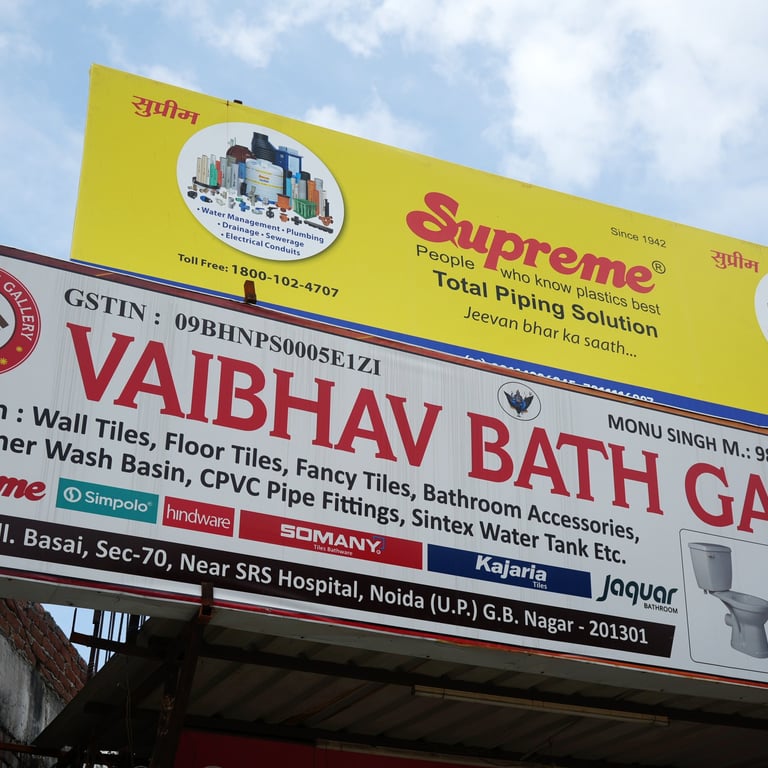 सुप्रीम
• Water Management • Plumbing
• Drainage • Sewerage
• Electrical Conduits
Toll Free: 1800-102-4707
Since 1942
Supreme®
People who know plastics best
Total Piping Solution
Jeevan bhar ka saath...
सुप्रीम
GALLERY
GSTIN : 09BHNPS0005E1ZI
MONU SINGH M.: 98
VAIBHAV BATH GA
: Wall Tiles, Floor Tiles, Fancy Tiles, Bathroom Accessories,
Wash Basin, CPVC Pipe Fittings, Sintex Water Tank Etc.
me
Simpolo
hindware
SOMANY
Tiles Bathware
Kajaria
Tiles
Jaquar
BATHROOM
ll. Basai, Sec-70, Near SRS Hospital, Noida (U.P.) G.B. Nagar - 201301